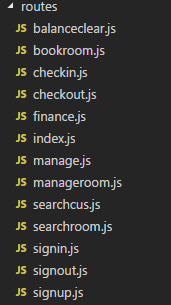 routes
JS balanceclear.js
JS bookroom.js
JS checkin.js
JS checkout.js
JS finance.js
JS index.js
JS manage.js
JS manageroom.js
JS searchcus.js
JS searchroom.js
JS signin.js
JS signout.js
JS signup.js